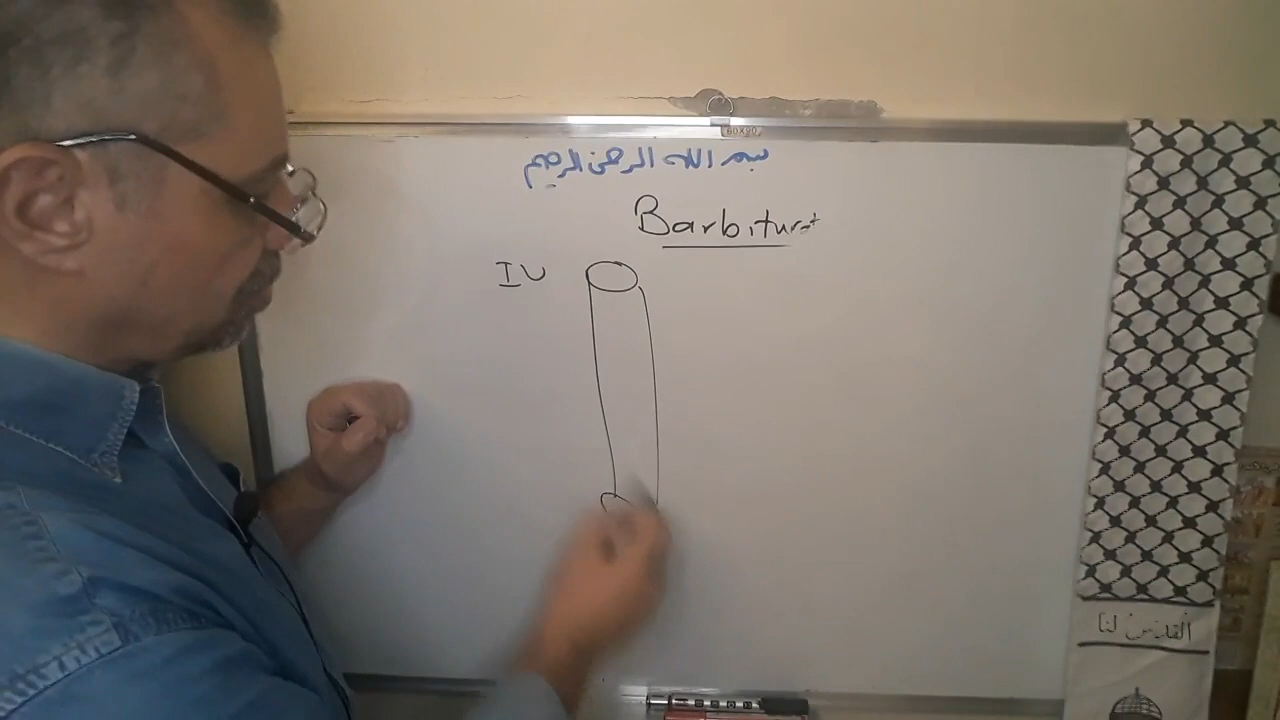 60X90
بسم الله الرحمن الرحيم
Barbiturat
IV
القدس لنا